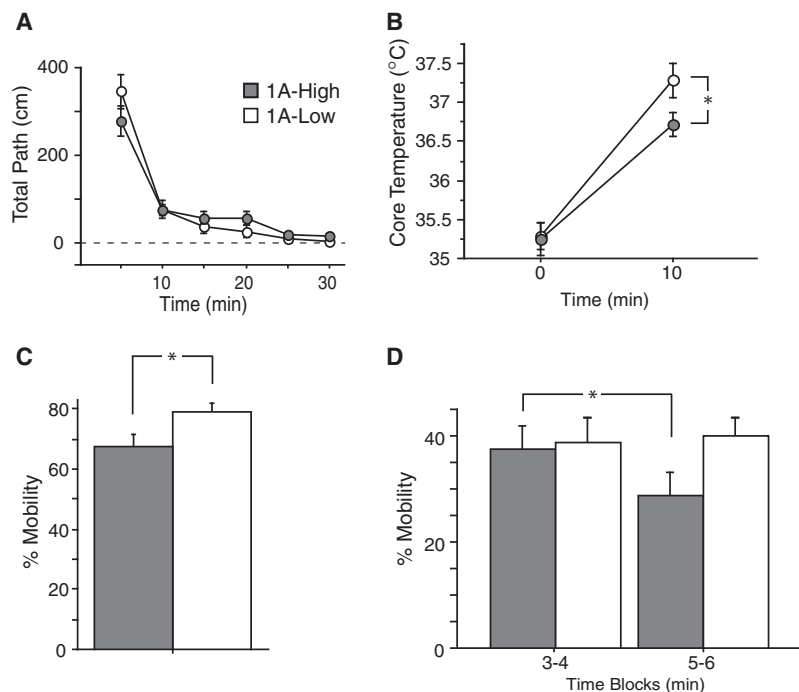 A
Total Path (cm)
400
200
0
10
20
30
Time (min)
1A-High
1A-Low
B
Core Temperature (°C)
37.5
37
36.5
36
35.5
35
0
10
Time (min)
*
C
% Mobility
80
60
40
20
0
*
D
% Mobility
40
20
0
*
3-4
5-6
Time Blocks (min)